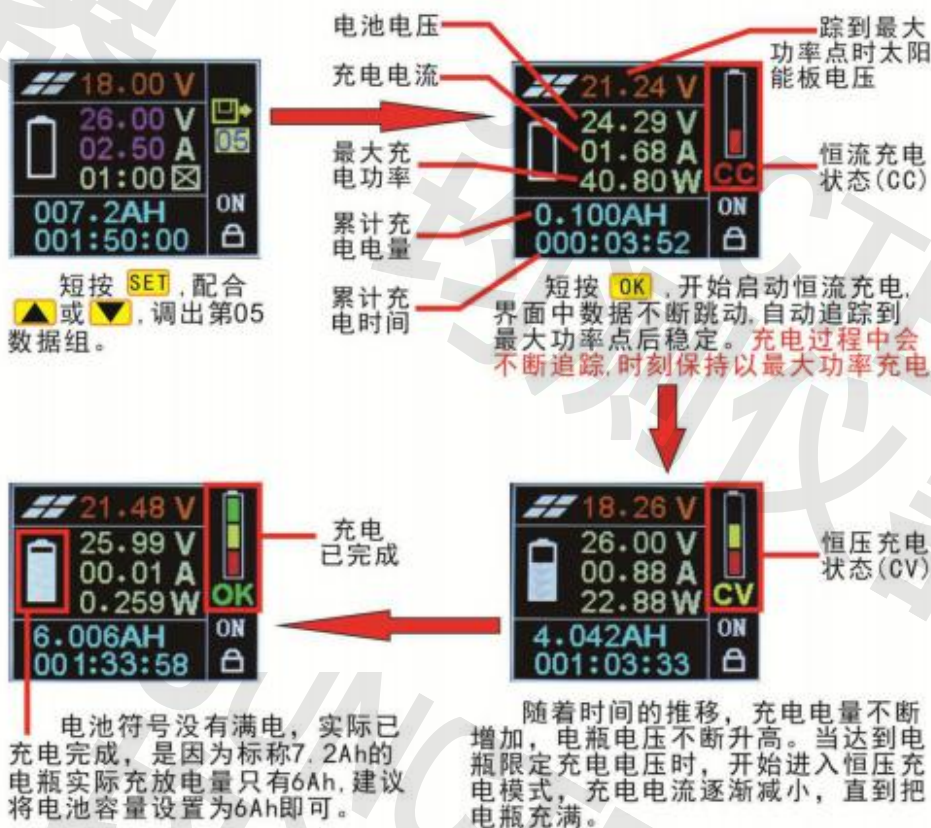 电池电压
充电电流
最大充
电功率
累计充
电电量
累计充
电时间
踪到最大
功率点时太阳
能板电压
恒流充电
状态(CC)
18.00 V
26.00 V
02.50 A
05
01:00
007.2AH
ON
001:50:00
短按 SET ,配合
▲或▼,调出第05
数据组。
21.24 V
24.29 V
01.68 A
40.80 W
CC
0.100AH
ON
000:03:52
短按 OK ,开始启动恒流充电,
界面中数据不断跳动,自动追踪到
最大功率点后稳定。充电过程中会
不断追踪,时刻保持以最大功率充电
21.48 V
25.99 V
00.01 A
0.259 W
OK
6.006AH
ON
001:33:58
充电
已完成
电池符号没有满电，实际已
充电完成，是因为标称7.2Ah的
电瓶实际充放电量只有6Ah,建议
将电池容量设置为6Ah即可。
18.26 V
26.00 V
00.88 A
22.88 W
CV
4.042AH
ON
001:03:33
恒压充电
状态(CV)
随着时间的推移，充电电量不断
增加，电瓶电压不断升高。当达到电
瓶限定充电电压时，开始进入恒压充
电模式，充电电流逐渐减小，直到把
电瓶充满。